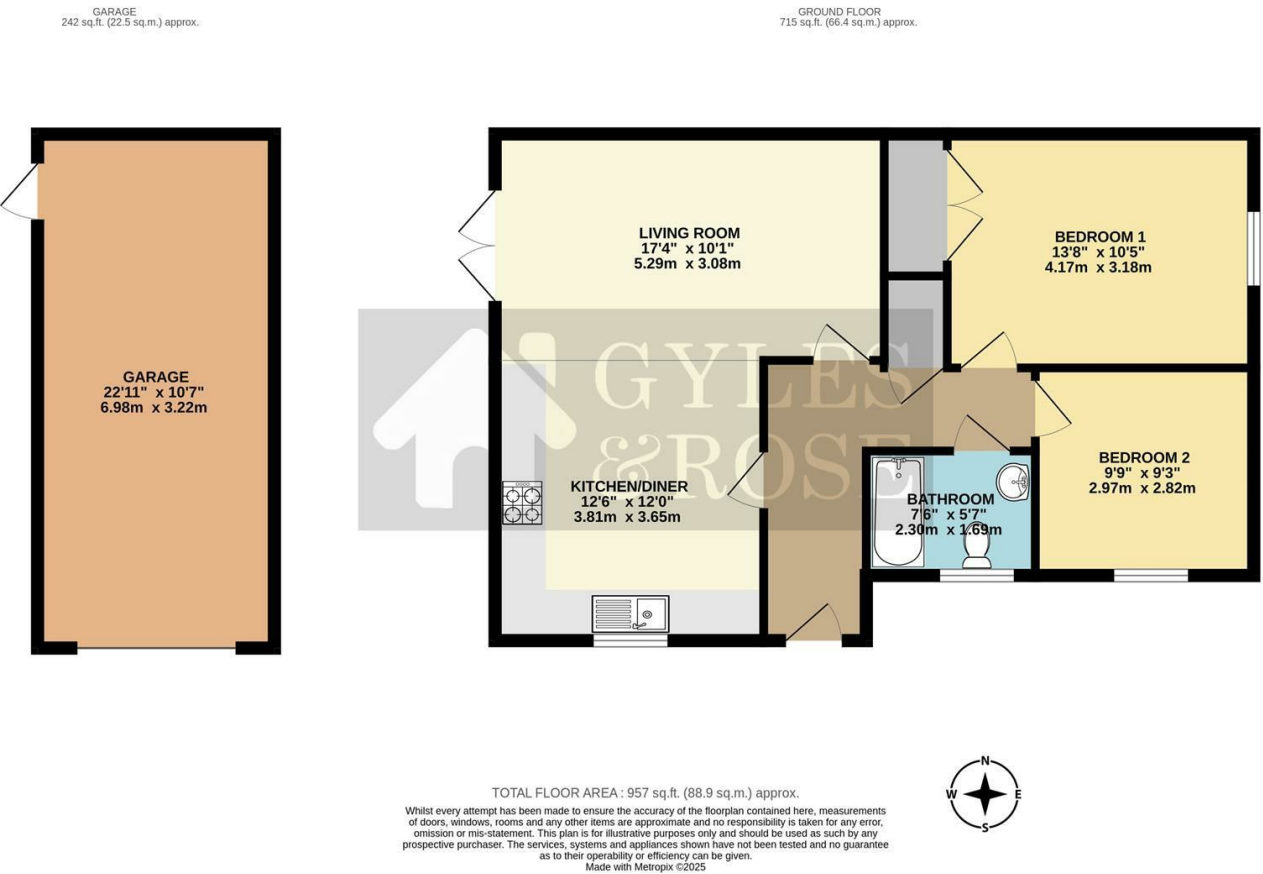 GARAGE
242 sq.ft. (22.5 sq.m.) approx.
GROUND FLOOR
715 sq.ft. (66.4 sq.m.) approx.
LIVING ROOM
17'4" x 10'1"
5.29m x 3.08m
BEDROOM 1
13'8" x 10'5"
4.17m x 3.18m
GARAGE
22'11" x 10'7"
6.98m x 3.22m
GYLES
&ROSE
KITCHEN/DINER
12'6" x 12'0"
3.81m x 3.65m
BATHROOM
7'6" x 5'7"
2.30m x 1.69m
BEDROOM 2
9'9" x 9'3"
2.97m x 2.82m
N
W E
S
TOTAL FLOOR AREA : 957 sq.ft. (88.9 sq.m.) approx.
Whilst every attempt has been made to ensure the accuracy of the floorplan contained here, measurements
of doors, windows, rooms and any other items are approximate and no responsibility is taken for any error,
omission or mis-statement. This plan is for illustrative purposes only and should be used as such by any
prospective purchaser. The services, systems and appliances shown have not been tested and no guarantee
as to their operability or efficiency can be given.
Made with Metropix ©2025